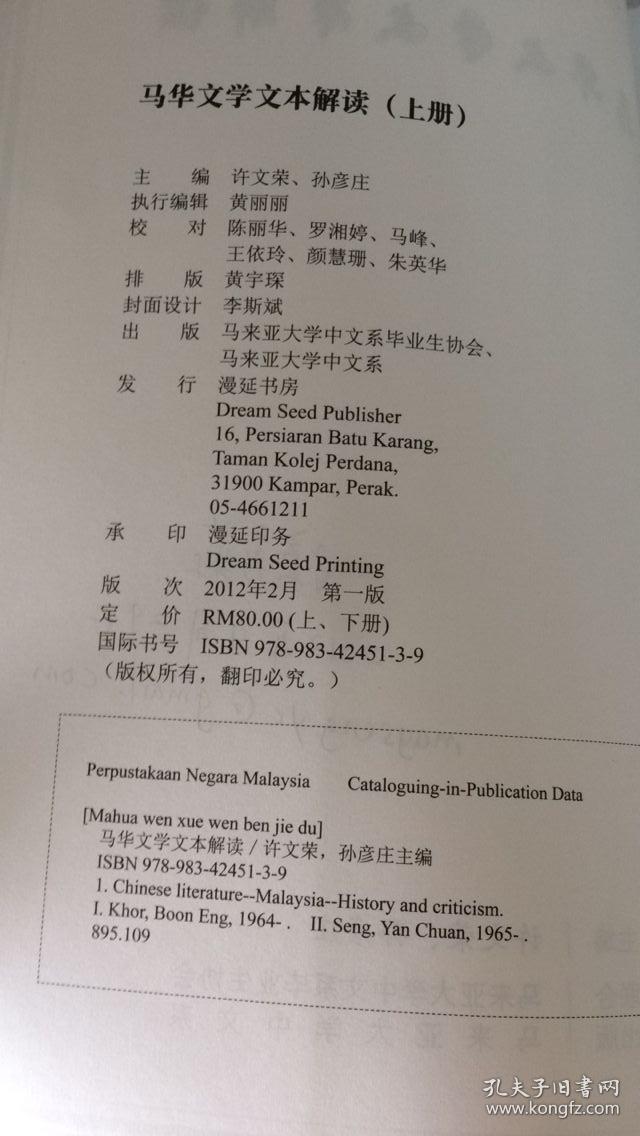 马华文学文本解读（上册）
主 编 许文荣、孙彦庄
执行编辑 黄丽丽
校 对 陈丽华、罗湘婷、马峰、
王依玲、颜慧珊、朱英华
排 版 黄宇琛
封面设计 李斯斌
出 版 马来亚大学中文系毕业生协会、
马来亚大学中文系
发 行 漫延书房
Dream Seed Publisher
16, Persiaran Batu Karang,
Taman Kolej Perdana,
31900 Kampar, Perak.
05-4661211
承 印 漫延印务
Dream Seed Printing
版 次 2012年2月 第一版
定 价 RM80.00 (上、下册)
国际书号 ISBN 978-983-42451-3-9
（版权所有，翻印必究。）
Perpustakaan Negara Malaysia Cataloguing-in-Publication Data
[Mahua wen xue wen ben jie du]
马华文学文本解读 / 许文荣，孙彦庄主编
ISBN 978-983-42451-3-9
1. Chinese literature--Malaysia--History and criticism.
I. Khor, Boon Eng, 1964- . II. Seng, Yan Chuan, 1965- .
895.109
孔夫子旧书网
www.kongfz.com